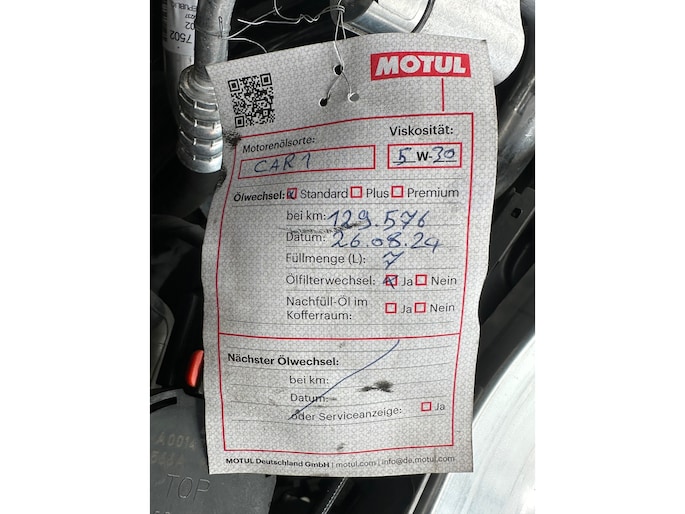 7502
MOTUL
Motorenölsorte:
Viskosität:
CAR 1
5 W-30
Ölwechsel: Standard Plus Premium
bei km: 129.576
Datum: 26.08.24
Füllmenge (L): 7
Ölfilterwechsel: Ja Nein
Nachfüll-Öl im
Kofferraum: Ja Nein
Nächster Ölwechsel:
bei km:
Datum:
oder Serviceanzeige: Ja
MOTUL Deutschland GmbH | motul.com | info@de.motul.com
A0014
TOP